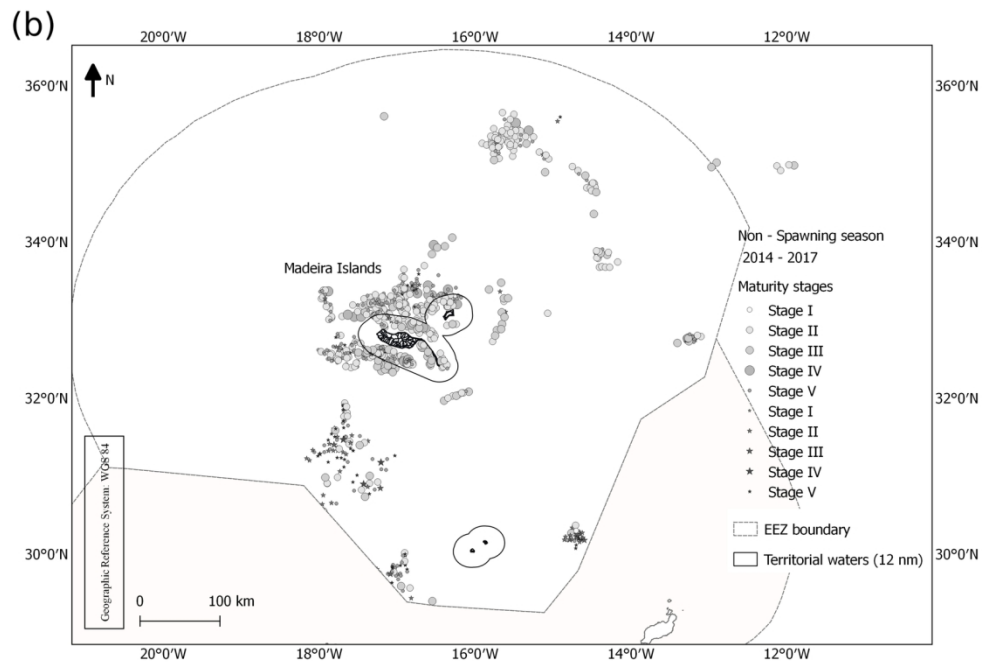 (b)
20°0'W 18°0'W 16°0'W 14°0'W 12°0'W
36°0'N 36°0'N
N
34°0'N 34°0'N
Non - Spawning season
2014 - 2017
Madeira Islands
Maturity stages
Stage I
Stage II
Stage III
Stage IV
Stage V
Stage I
Stage II
Stage III
Stage IV
Stage V
32°0'N 32°0'N
Geographic Reference System: WGS 84
30°0'N 30°0'N
EEZ boundary
Territorial waters (12 nm)
0 100 km
20°0'W 18°0'W 16°0'W 14°0'W 12°0'W